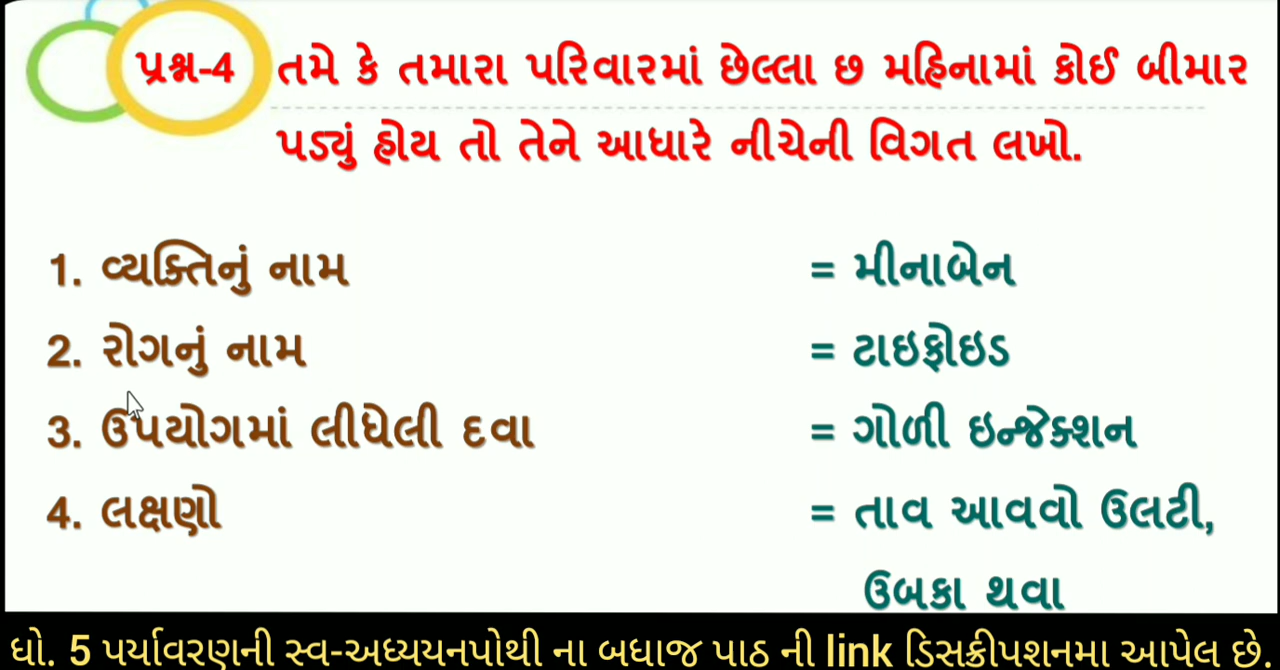 પ્રશ્ન-4 તમે કે તમારા પરિવારમાં છેલ્લા છ મહિનામાં કોઈ બીમાર
પડ્યું હોય તો તેને આધારે નીચેની વિગત લખો.
1. વ્યક્તિનું નામ = મીનાબેન
2. રોગનું નામ = ટાઇફોઇડ
3. ઉપયોગમાં લીધેલી દવા = ગોળી ઇન્જેક્શન
4. લક્ષણો = તાવ આવવો ઉલટી,
ઉબકા થવા
ધો. 5 પર્યાવરણની સ્વ-અધ્યયનપોથી ના બધાજ પાઠ ની link ડિસક્રીપશનમા આપેલ છે.